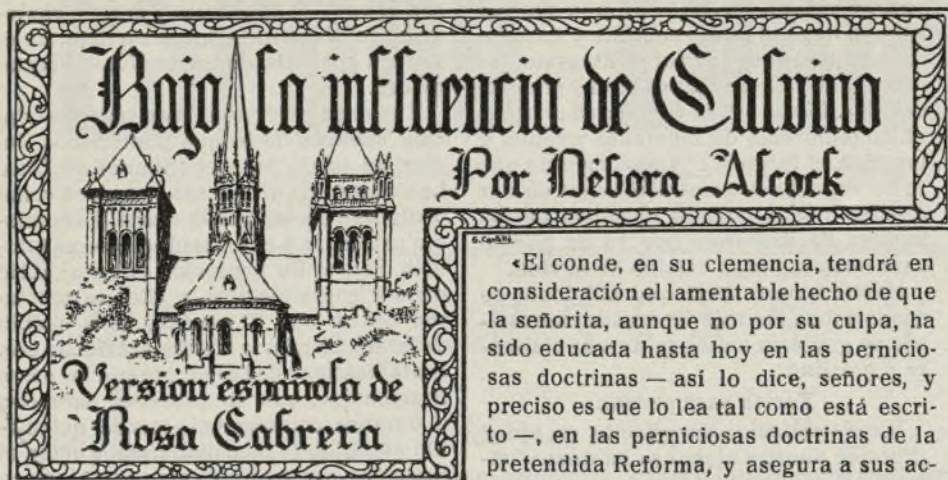 Bajo la influencia de Calvino
Por Débora Alcock
Versión española de
Rosa Cabrera
«El conde, en su clemencia, tendrá en
consideración el lamentable hecho de que
la señorita, aunque no por su culpa, ha
sido educada hasta hoy en las pernicio-
sas doctrinas — así lo dice, señores, y
preciso es que lo lea tal como está escri-
to —, en las perniciosas doctrinas de la
pretendida Reforma, y asegura a sus ac-